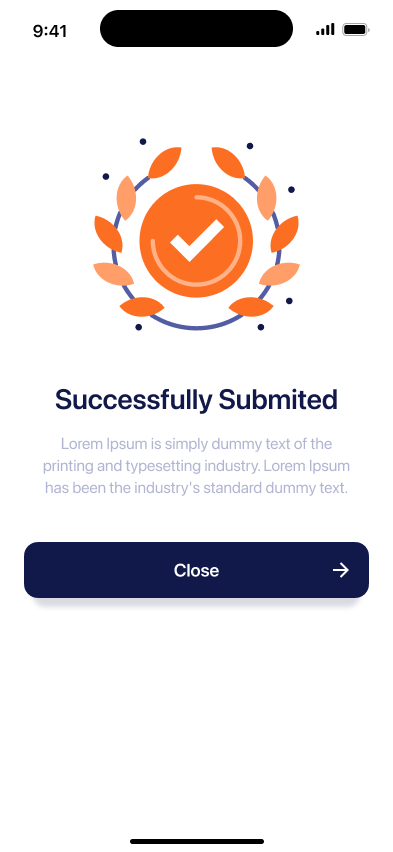 9:41
Successfully Submited
Lorem Ipsum is simply dummy text of the
printing and typesetting industry. Lorem Ipsum
has been the industry's standard dummy text.
Close